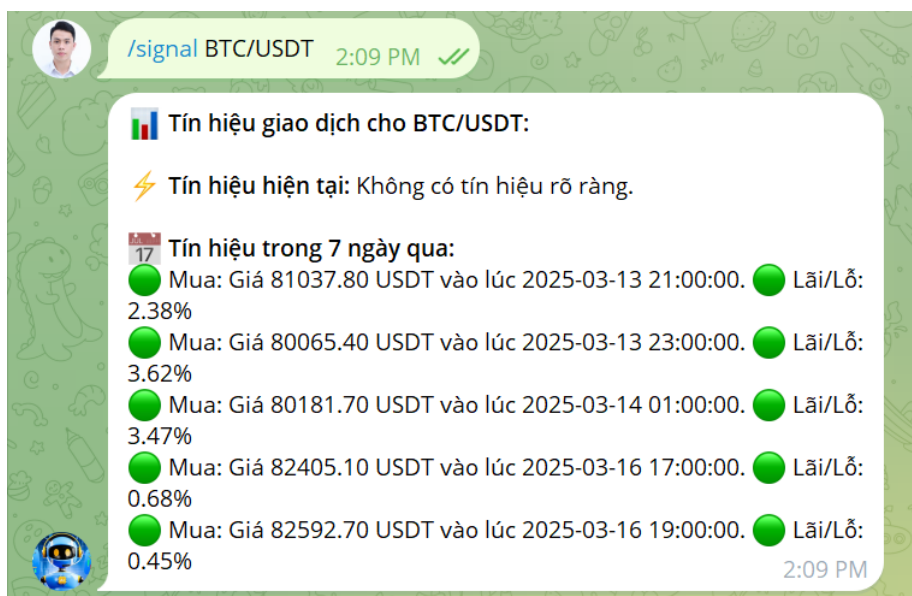 /signal BTC/USDT 2:09 PM
📊 Tín hiệu giao dịch cho BTC/USDT:
⚡ Tín hiệu hiện tại: Không có tín hiệu rõ ràng.
📅 Tín hiệu trong 7 ngày qua:
🟢 Mua: Giá 81037.80 USDT vào lúc 2025-03-13 21:00:00. 🟢 Lãi/Lỗ:
2.38%
🟢 Mua: Giá 80065.40 USDT vào lúc 2025-03-13 23:00:00. 🟢 Lãi/Lỗ:
3.62%
🟢 Mua: Giá 80181.70 USDT vào lúc 2025-03-14 01:00:00. 🟢 Lãi/Lỗ:
3.47%
🟢 Mua: Giá 82405.10 USDT vào lúc 2025-03-16 17:00:00. 🟢 Lãi/Lỗ:
0.68%
🟢 Mua: Giá 82592.70 USDT vào lúc 2025-03-16 19:00:00. 🟢 Lãi/Lỗ:
0.45%
2:09 PM